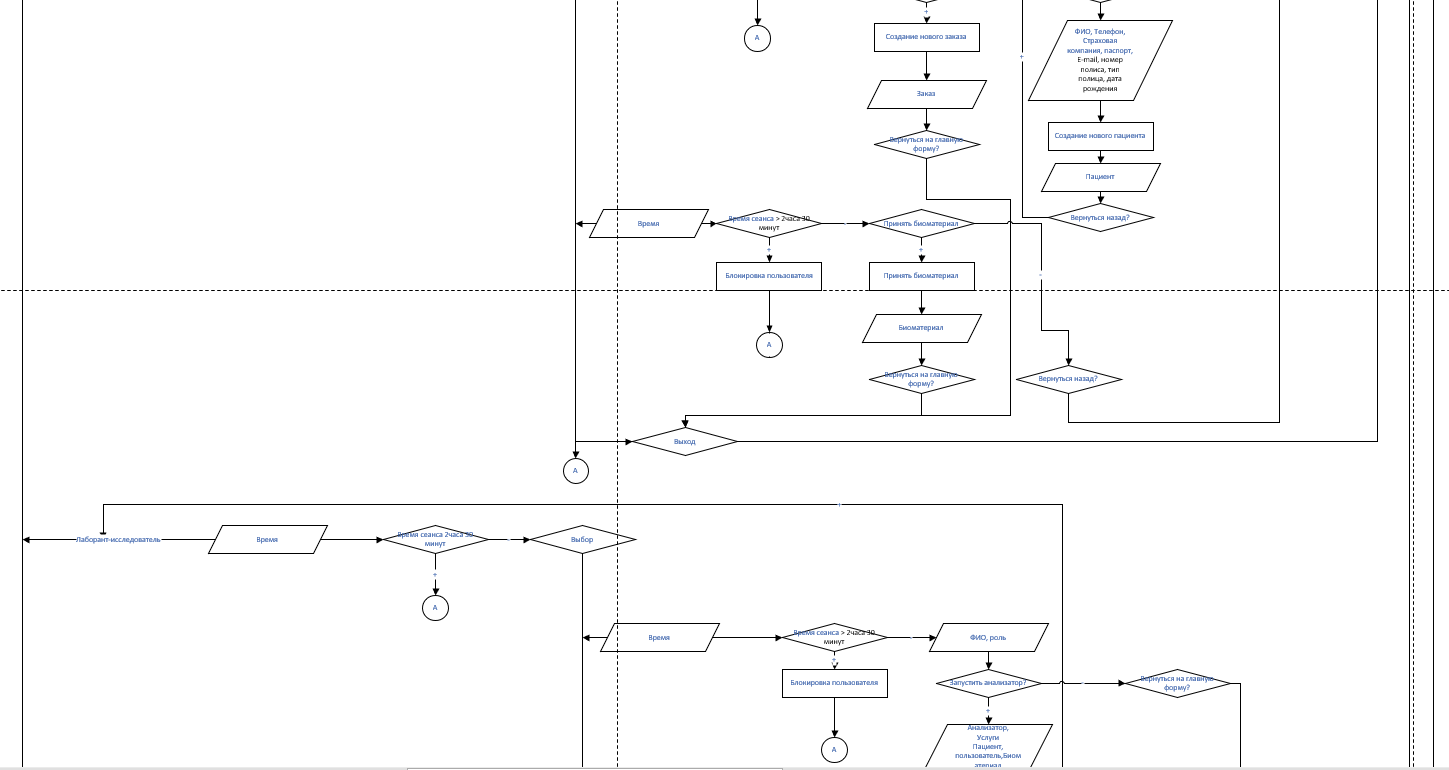 +
А
Создание нового заказа
ФИО, Телефон,
Страховая
компания, паспорт,
E-mail, номер
полиса, тип
полица, дата
рождения
+
Заказ
Создание нового пациента
Вернуться на главную
форму?
Пациент
Вернуться назад?
Время
Время сеанса > 2часа 30
минут
-
Принять биоматериал
+
+
Блокировка пользователя
Принять биоматериал
-
Биоматериал
А
Вернуться на главную
форму?
Вернуться назад?
Выход
А
+
Лаборант-исследователь
Время
Время сеанса 2часа 30
минут
-
Выбор
+
А
Время
Время сеанса > 2часа 30
минут
-
ФИО, роль
+
Блокировка пользователя
Запустить анализатор?
-
Вернуться на главную
форму?
+
А
Анализатор,
Услуги
Пациент,
пользователь,Биом
атериал